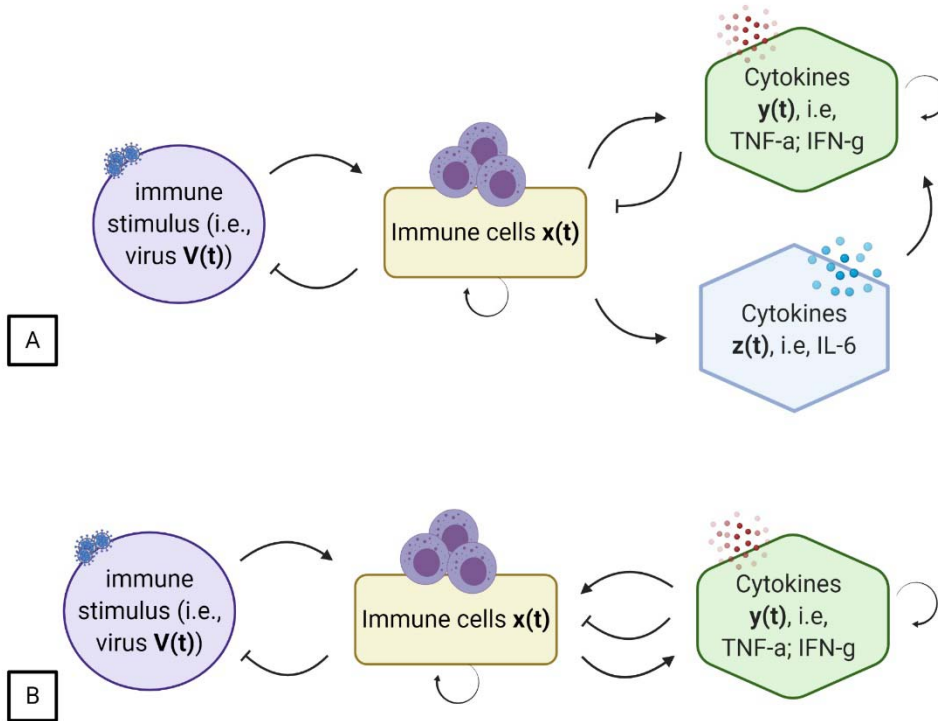 Cytokines
y(t), i.e,
TNF-a; IFN-g
immune
stimulus (i.e.,
virus V(t))
Immune cells x(t)
Cytokines
z(t), i.e, IL-6
A
immune
stimulus (i.e.,
virus V(t))
Immune cells x(t)
Cytokines
y(t), i.e,
TNF-a; IFN-g
B